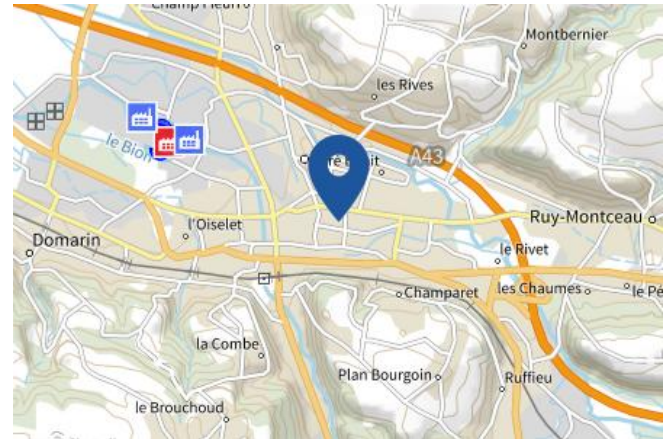 Champ Fleuri
Montbernier
les Rives
le Bion
A43
l'Oiselet
Ruy-Montceau
Domarin
le Rivet
Champaret
les Chaumes
la Combe
Plan Bourgoin
Ruffieu
le Brouchoud